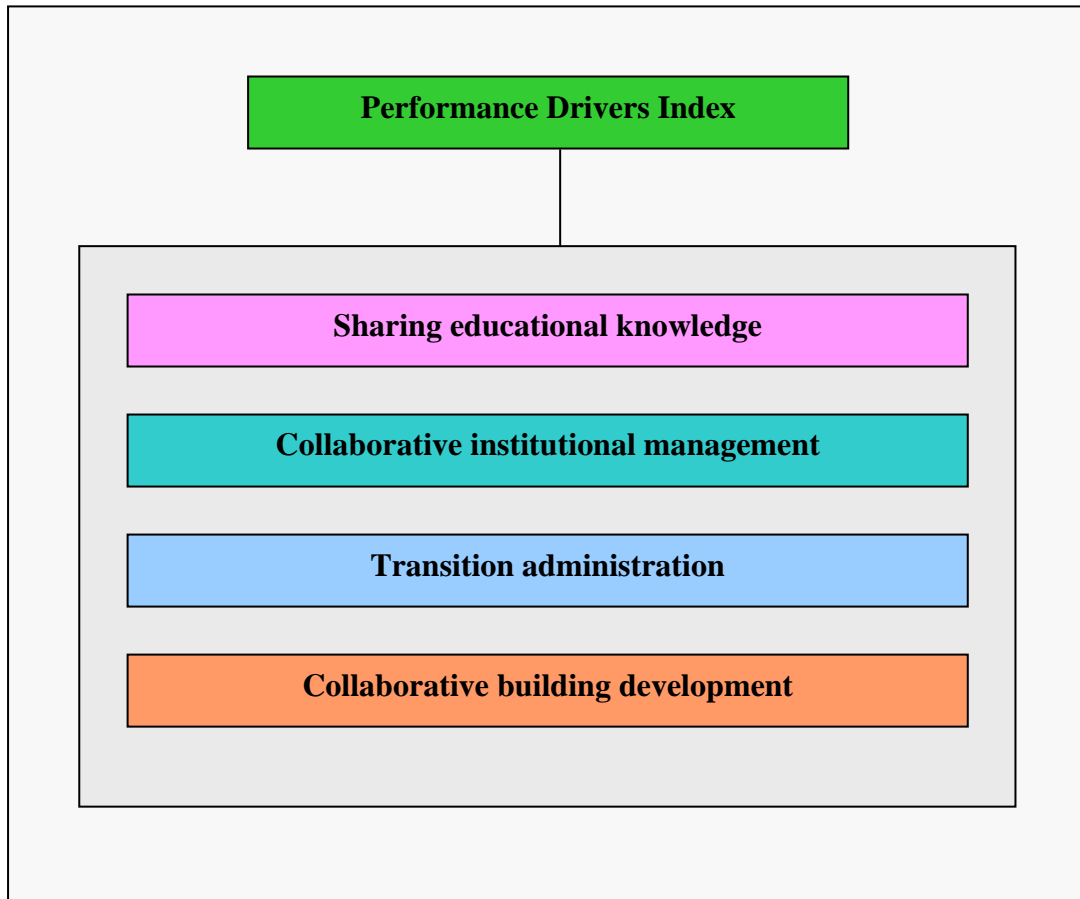 Performance Drivers Index
Sharing educational knowledge
Collaborative institutional management
Transition administration
Collaborative building development